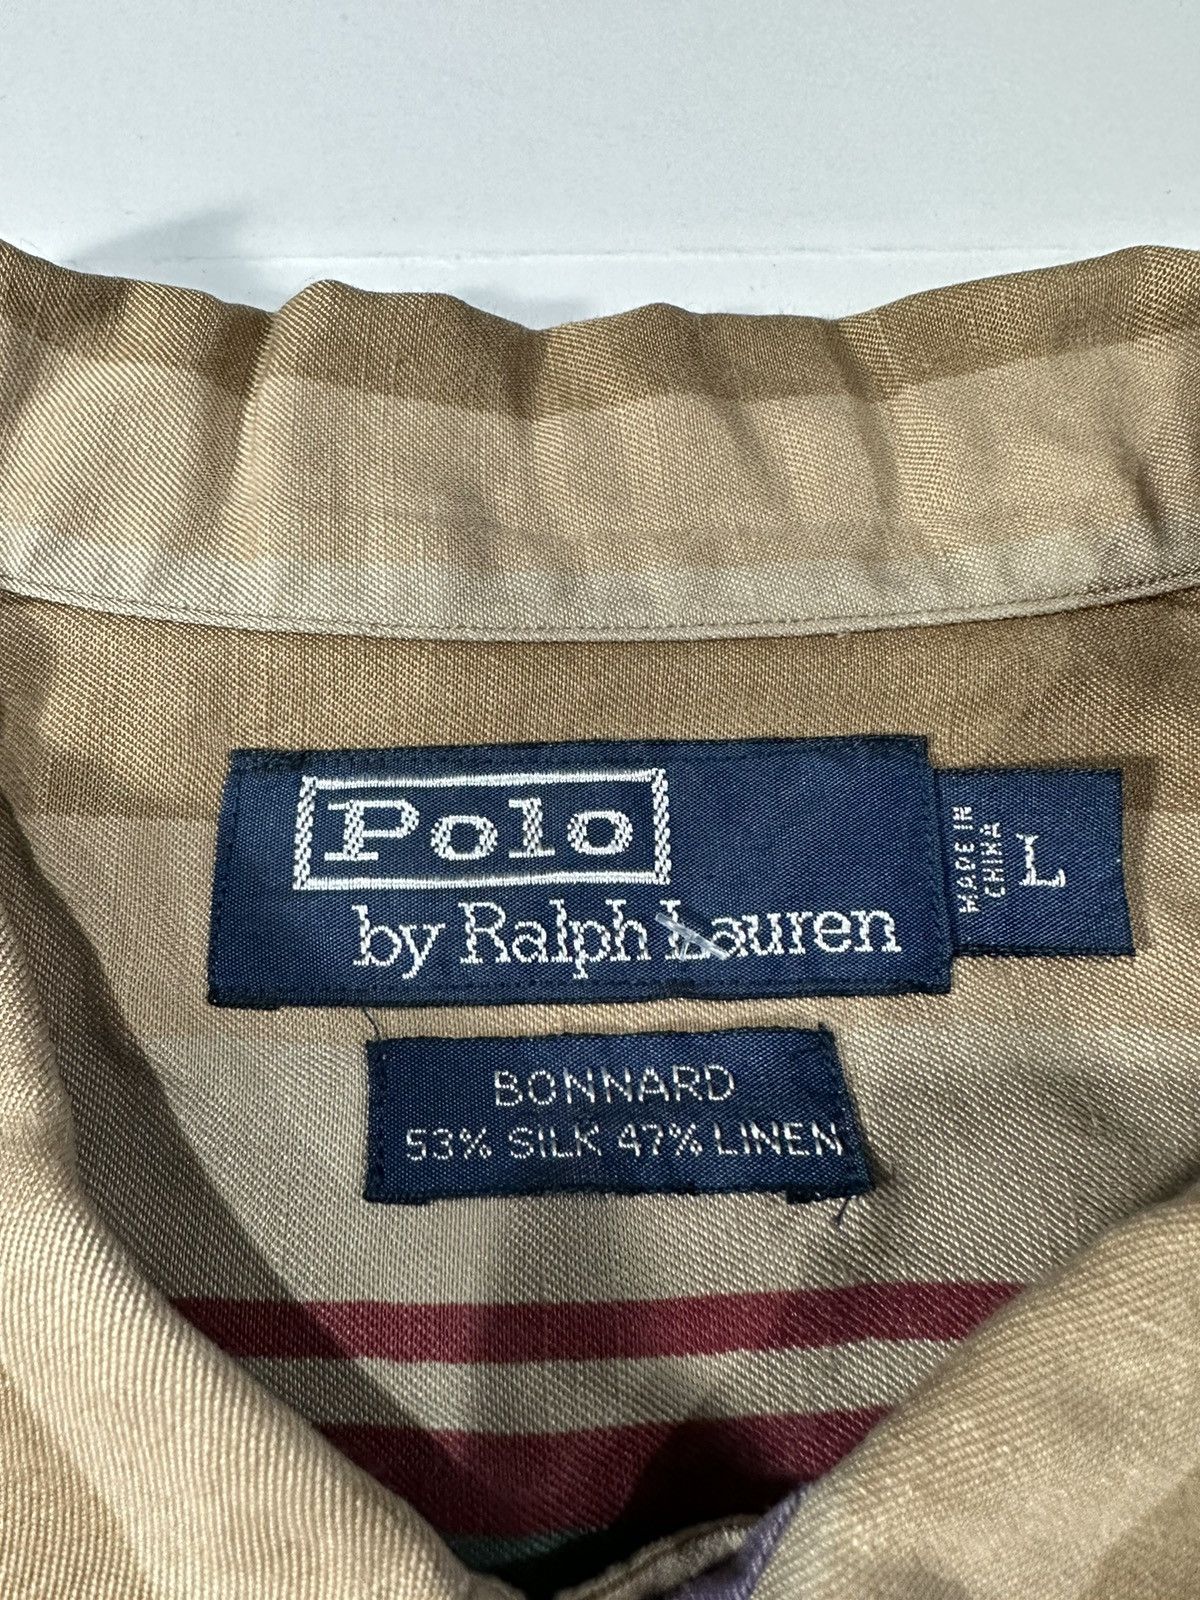 Polo
by Ralph Lauren
MADE IN
CHINA
L
BONNARD
53% SILK 47% LINEN